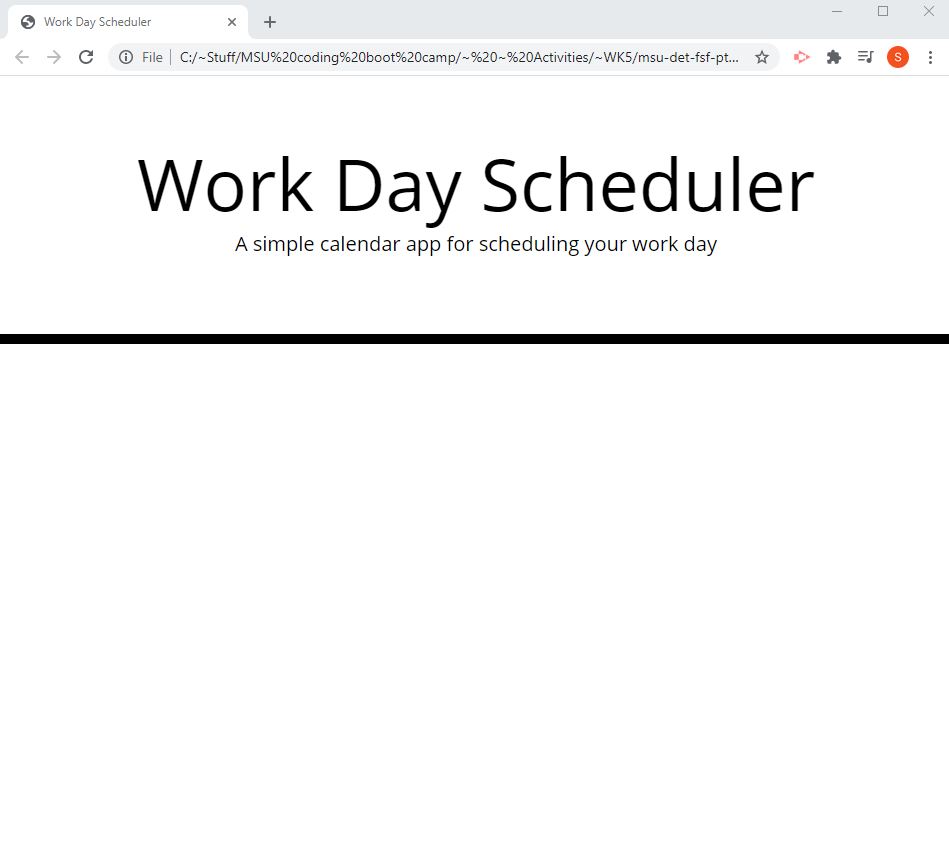 Work Day Scheduler
File | C:/~Stuff/MSU%20coding%20boot%20camp/~%20~%20Activities/~WK5/msu-det-fsf-pt...
S
Work Day Scheduler
A simple calendar app for scheduling your work day